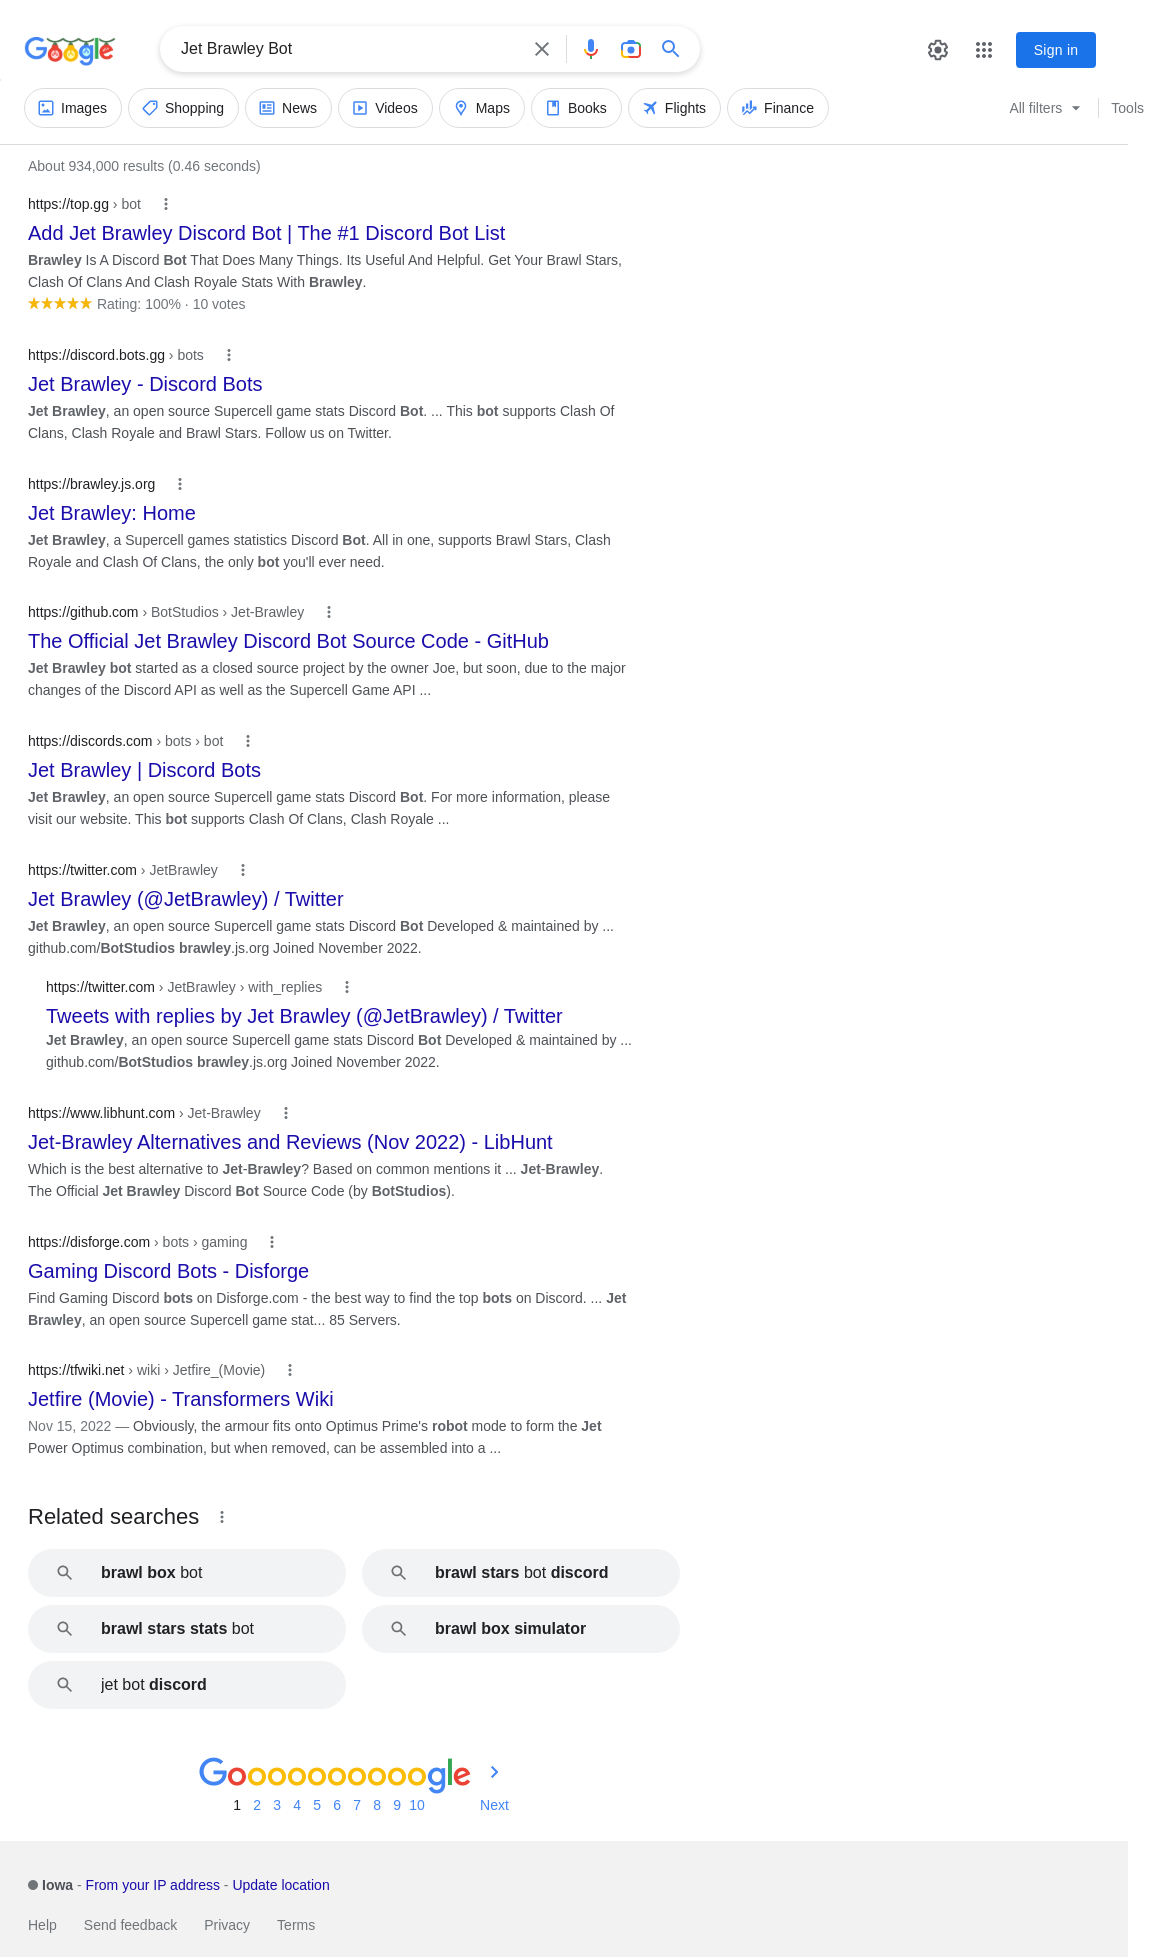 Google
Jet Brawley Bot
Sign in
Images
Shopping
News
Videos
Maps
Books
Flights
Finance
All filters
Tools
About 934,000 results (0.46 seconds)
https://top.gg › bot
Add Jet Brawley Discord Bot | The #1 Discord Bot List
Brawley Is A Discord Bot That Does Many Things. Its Useful And Helpful. Get Your Brawl Stars,
Clash Of Clans And Clash Royale Stats With Brawley.
Rating: 100% · 10 votes
https://discord.bots.gg › bots
Jet Brawley - Discord Bots
Jet Brawley, an open source Supercell game stats Discord Bot. ... This bot supports Clash Of
Clans, Clash Royale and Brawl Stars. Follow us on Twitter.
https://brawley.js.org
Jet Brawley: Home
Jet Brawley, a Supercell games statistics Discord Bot. All in one, supports Brawl Stars, Clash
Royale and Clash Of Clans, the only bot you'll ever need.
https://github.com › BotStudios › Jet-Brawley
The Official Jet Brawley Discord Bot Source Code - GitHub
Jet Brawley bot started as a closed source project by the owner Joe, but soon, due to the major
changes of the Discord API as well as the Supercell Game API ...
https://discords.com › bots › bot
Jet Brawley | Discord Bots
Jet Brawley, an open source Supercell game stats Discord Bot. For more information, please
visit our website. This bot supports Clash Of Clans, Clash Royale ...
https://twitter.com › JetBrawley
Jet Brawley (@JetBrawley) / Twitter
Jet Brawley, an open source Supercell game stats Discord Bot Developed & maintained by ...
github.com/BotStudios brawley.js.org Joined November 2022.
https://twitter.com › JetBrawley › with_replies
Tweets with replies by Jet Brawley (@JetBrawley) / Twitter
Jet Brawley, an open source Supercell game stats Discord Bot Developed & maintained by ...
github.com/BotStudios brawley.js.org Joined November 2022.
https://www.libhunt.com › Jet-Brawley
Jet-Brawley Alternatives and Reviews (Nov 2022) - LibHunt
Which is the best alternative to Jet-Brawley? Based on common mentions it ... Jet-Brawley.
The Official Jet Brawley Discord Bot Source Code (by BotStudios).
https://disforge.com › bots › gaming
Gaming Discord Bots - Disforge
Find Gaming Discord bots on Disforge.com - the best way to find the top bots on Discord. ... Jet
Brawley, an open source Supercell game stat... 85 Servers.
https://tfwiki.net › wiki › Jetfire_(Movie)
Jetfire (Movie) - Transformers Wiki
Nov 15, 2022 — Obviously, the armour fits onto Optimus Prime's robot mode to form the Jet
Power Optimus combination, but when removed, can be assembled into a ...
Related searches
brawl box bot
brawl stars bot discord
brawl stars stats bot
brawl box simulator
jet bot discord
Goooooooooogle
1 2 3 4 5 6 7 8 9 10 Next
Iowa - From your IP address - Update location
Help Send feedback Privacy Terms